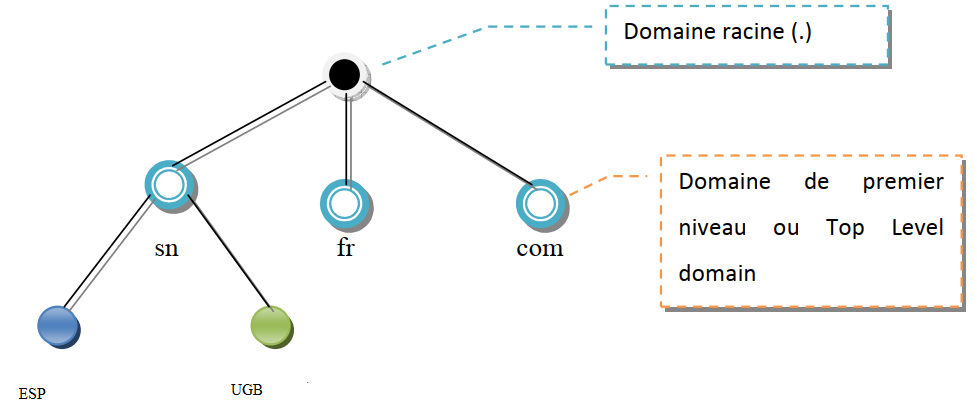 Domaine racine (.)
Domaine de premier
niveau ou Top Level
domain
sn
fr
com
ESP
UGB